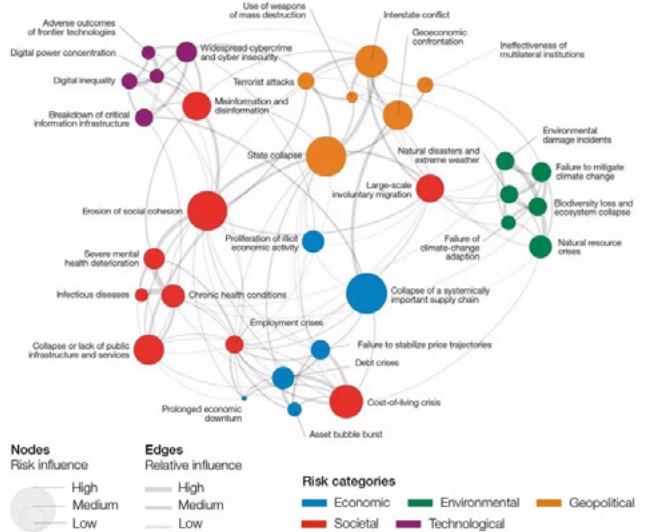 Use of weapons
of mass destruction
Interstate conflict
Adverse outcomes
of frontier technologies
Geoeconomic
confrontation
Digital power concentration
Widespread cybercrime
and cyber insecurity
Ineffectiveness of
multilateral institutions
Digital inequality
Terrorist attacks
Misinformation and
disinformation
Breakdown of critical
information infrastructure
Environmental
damage incidents
State collapse
Natural disasters and
extreme weather
Failure to mitigate
climate change
Large-scale
involuntary migration
Erosion of social cohesion
Biodiversity loss and
ecosystem collapse
Proliferation of illicit
economic activity
Failure of
climate-change
adaption
Natural resource
crises
Severe mental
health deterioration
Infectious diseases
Chronic health conditions
Collapse of a systemically
important supply chain
Employment crises
Collapse or lack of public
infrastructure and services
Failure to stabilize price trajectories
Debt crises
Prolonged economic
downturn
Cost-of-living crisis
Asset bubble burst
Nodes
Risk influence
High
Medium
Low
Edges
Relative influence
High
Medium
Low
Risk categories
Economic
Environmental
Geopolitical
Societal
Technological